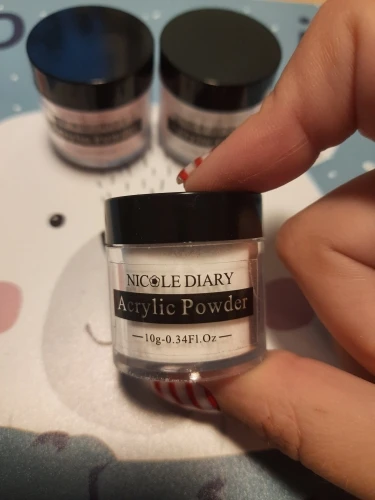 NICOLE DIARY
Acrylic Powder
10g-0.34Fl.Oz